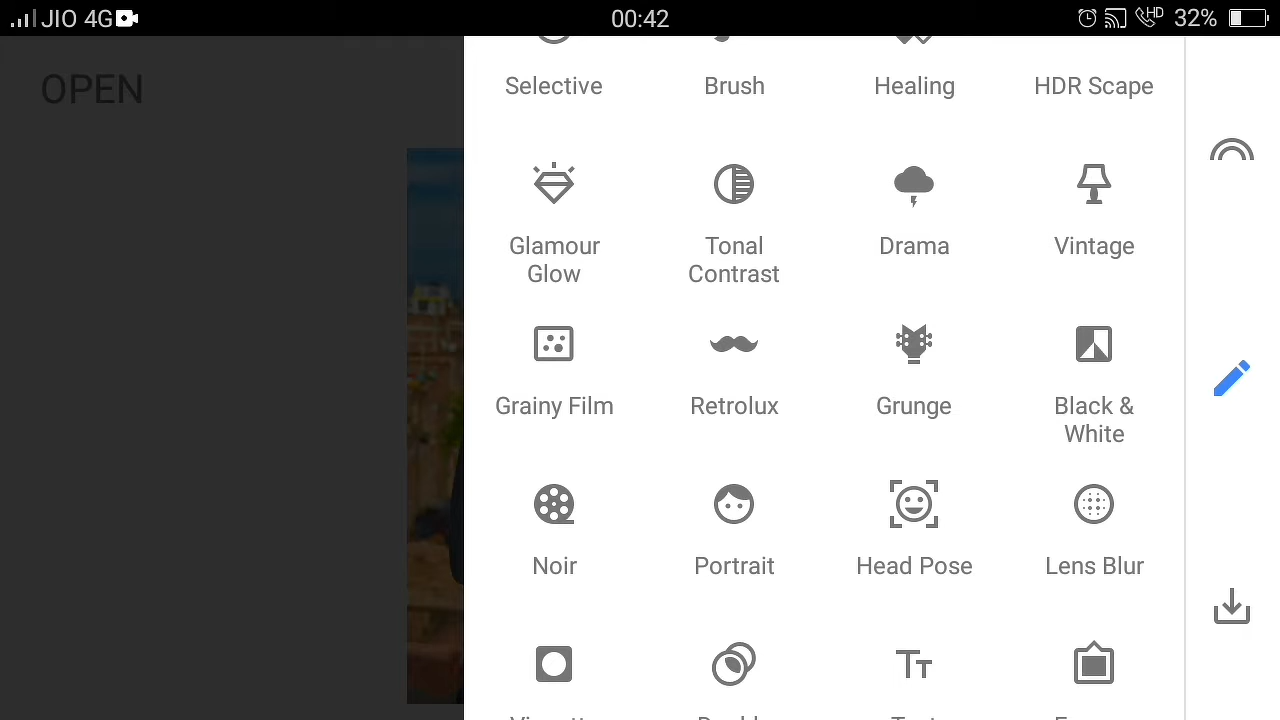 JIO 4G 00:42 HD 32%
OPEN
Selective Brush Healing HDR Scape
Glamour Glow Tonal Contrast Drama Vintage
Grainy Film Retrolux Grunge Black & White
Noir Portrait Head Pose Lens Blur